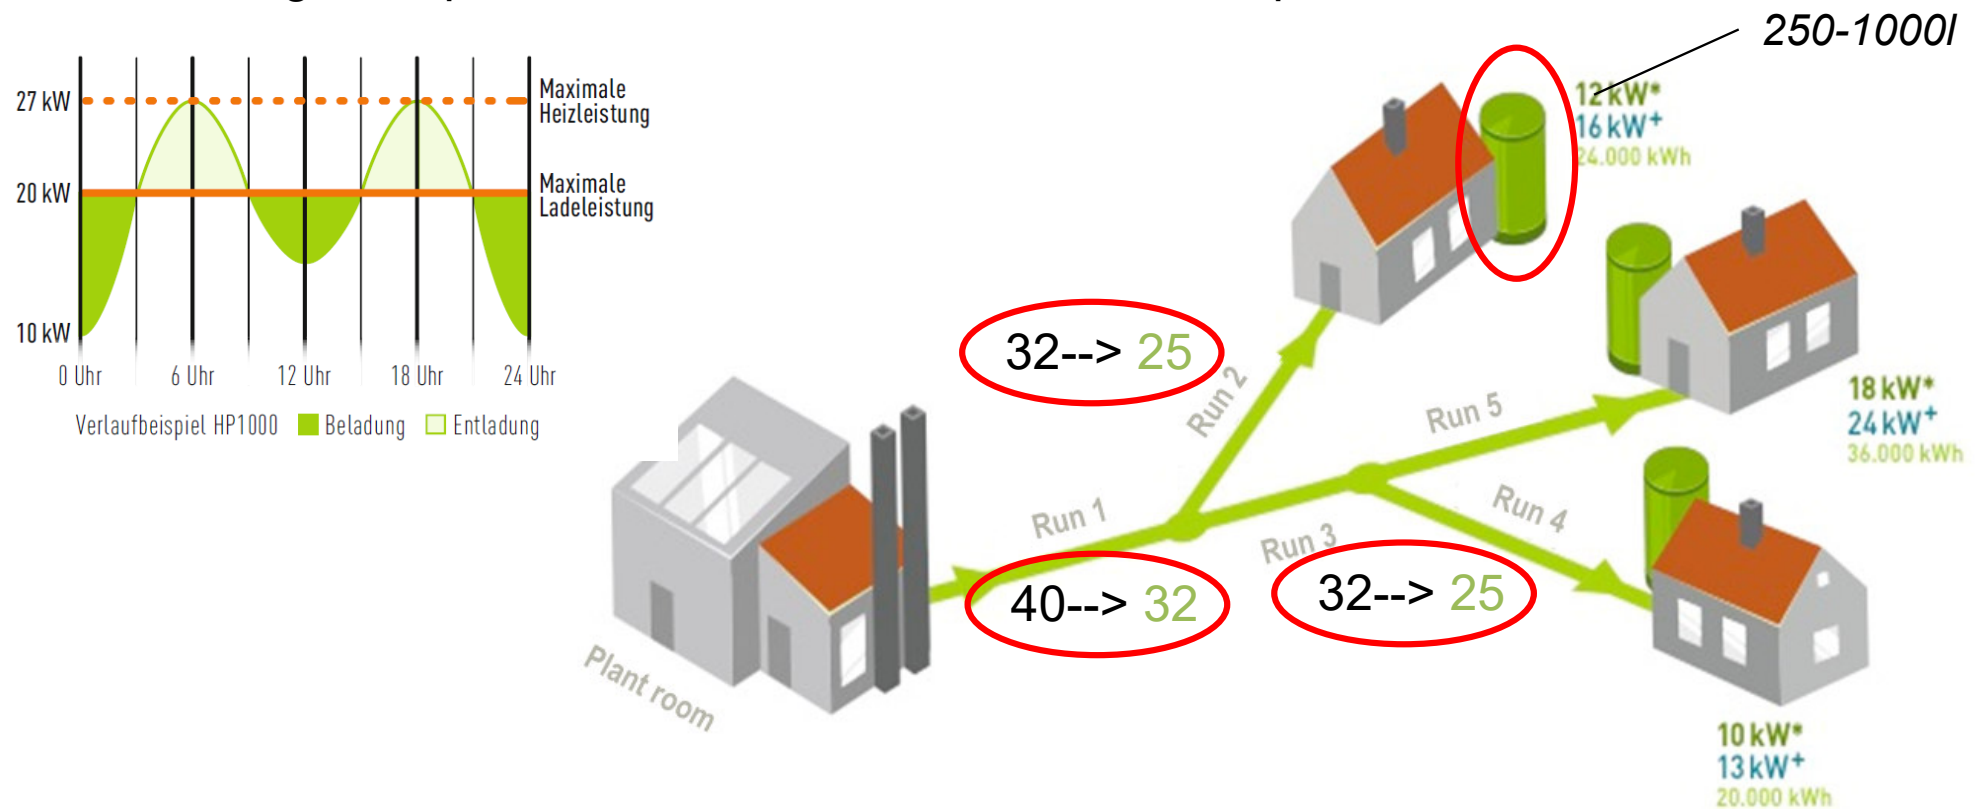 250-1000l
27 kW
Maximale
Heizleistung
20 kW
Maximale
Ladeleistung
10 kW
0 Uhr 6 Uhr 12 Uhr 18 Uhr 24 Uhr
Verlaufbeispiel HP1000 Beladung Entladung
12 kW*
16 kW+
24.000 kWh
32--> 25
Run 2
Run 5
18 kW*
24 kW+
36.000 kWh
Run 1
Run 3
Run 4
40--> 32
32--> 25
Plant room
10 kW*
13 kW+
20.000 kWh